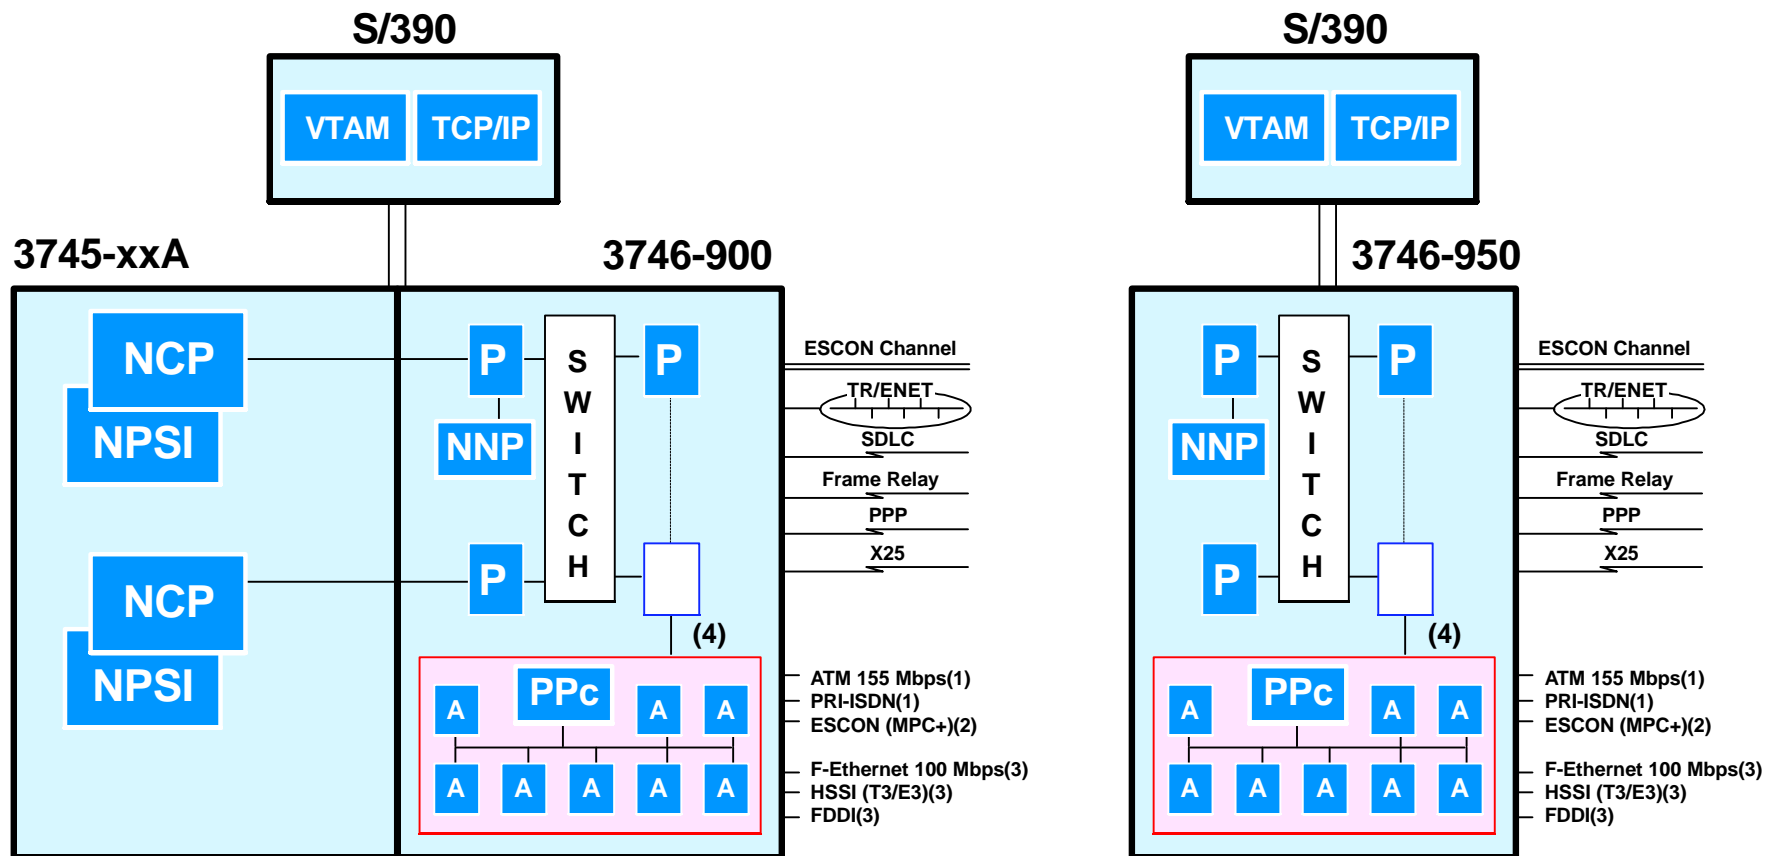 S/390
VTAM TCP/IP
3745-xxA
3746-900
NCP
NPSI
NCP
NPSI
P
NNP
P
SWITCH
P
(4)
PPc
A A A
A A A A A
ESCON Channel
TR/ENET
SDLC
Frame Relay
PPP
X25
ATM 155 Mbps(1)
PRI-ISDN(1)
ESCON (MPC+)(2)
F-Ethernet 100 Mbps(3)
HSSI (T3/E3)(3)
FDDI(3)
S/390
VTAM TCP/IP
3746-950
P
NNP
P
SWITCH
P
(4)
PPc
A A A
A A A A A
ESCON Channel
TR/ENET
SDLC
Frame Relay
PPP
X25
ATM 155 Mbps(1)
PRI-ISDN(1)
ESCON (MPC+)(2)
F-Ethernet 100 Mbps(3)
HSSI (T3/E3)(3)
FDDI(3)